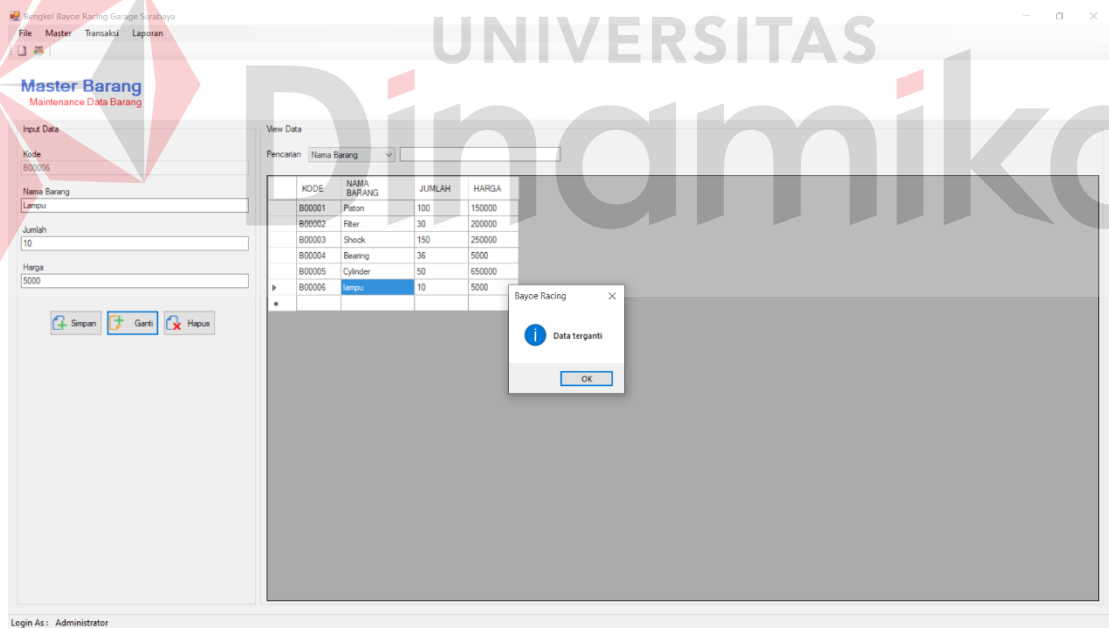 Bengkel Bayoe Racing Garage Surabaya
File Master Transaksi Laporan
UNIVERSITAS
Dinamika
Master Barang
Maintenance Data Barang
Input Data
Kode
B00006
Nama Barang
Lampu
Jumlah
10
Harga
5000
Simpan Ganti Hapus
View Data
Pencarian Nama Barang
KODE NAMA BARANG JUMLAH HARGA
B00001 Piston 100 150000
B00002 Filter 30 200000
B00003 Shock 150 250000
B00004 Bearing 36 5000
B00005 Cylinder 50 650000
B00006 lampu 10 5000
Bayoe Racing
Data terganti
OK
Login As : Administrator